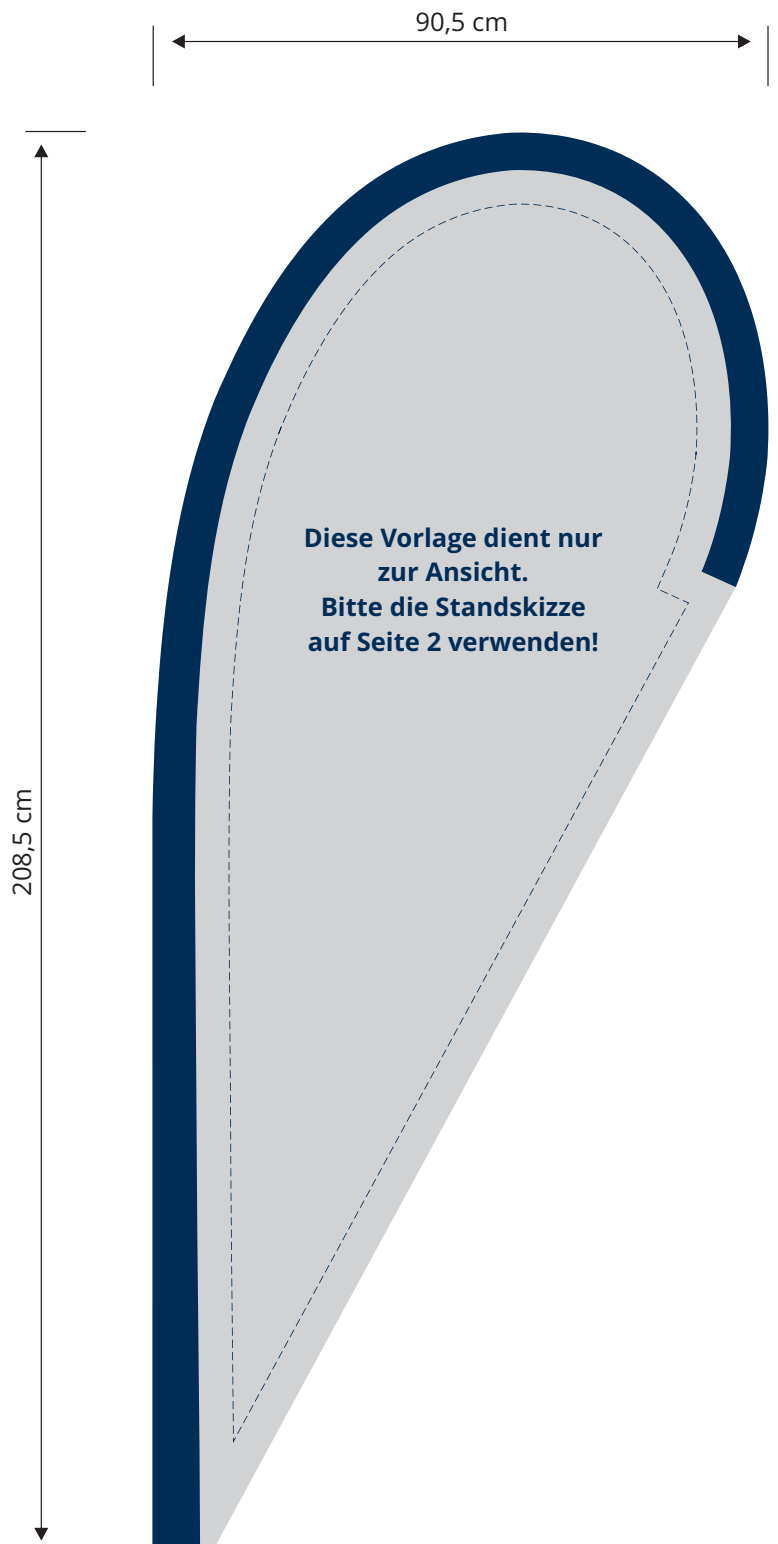 90,5 cm
208,5 cm
Diese Vorlage dient nur
zur Ansicht.
Bitte die Standskizze
auf Seite 2 verwenden!